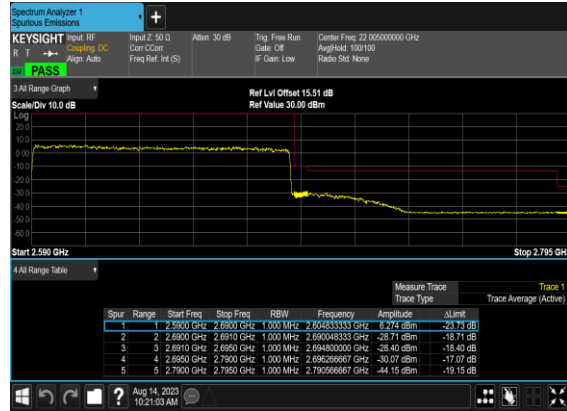 Spectrum Analyzer 1
Spurious Emissions
+
KEYSIGHT Input: RF Input Z: 50 Ω Atten: 30 dB Trig: Free Run Center Freq: 22.005000000 GHz
R T Coupling: DC Corr CCorr Gate: Off Avg|Hold: 100/100
Align: Auto Freq Ref: Int (S) IF Gain: Low Radio Std: None
PASS
3 All Range Graph Ref Lvl Offset 15.51 dB
Scale/Div 10.0 dB Ref Value 30.00 dBm
Log
20.0
10.0
0.00
-10.0
-20.0
-30.0
-40.0
-50.0
-60.0
Start 2.590 GHz Stop 2.795 GH
4 All Range Table
Measure Trace Trace 1
Trace Type Trace Average (Active)
Spur Range Start Freq Stop Freq RBW Frequency Amplitude ΔLimit
1 1 2.5900 GHz 2.6900 GHz 1.000 MHz 2.604833333 GHz 6.274 dBm -23.73 dB
2 2 2.6900 GHz 2.6910 GHz 1.000 MHz 2.690048333 GHz -28.71 dBm -18.71 dB
3 3 2.6910 GHz 2.6950 GHz 1.000 MHz 2.694800000 GHz -28.40 dBm -18.40 dB
4 4 2.6950 GHz 2.7900 GHz 1.000 MHz 2.696266667 GHz -30.07 dBm -17.07 dB
5 5 2.7900 GHz 2.7950 GHz 1.000 MHz 2.790566667 GHz -44.15 dBm -19.15 dB
? Aug 14, 2023
10:21:03 AM